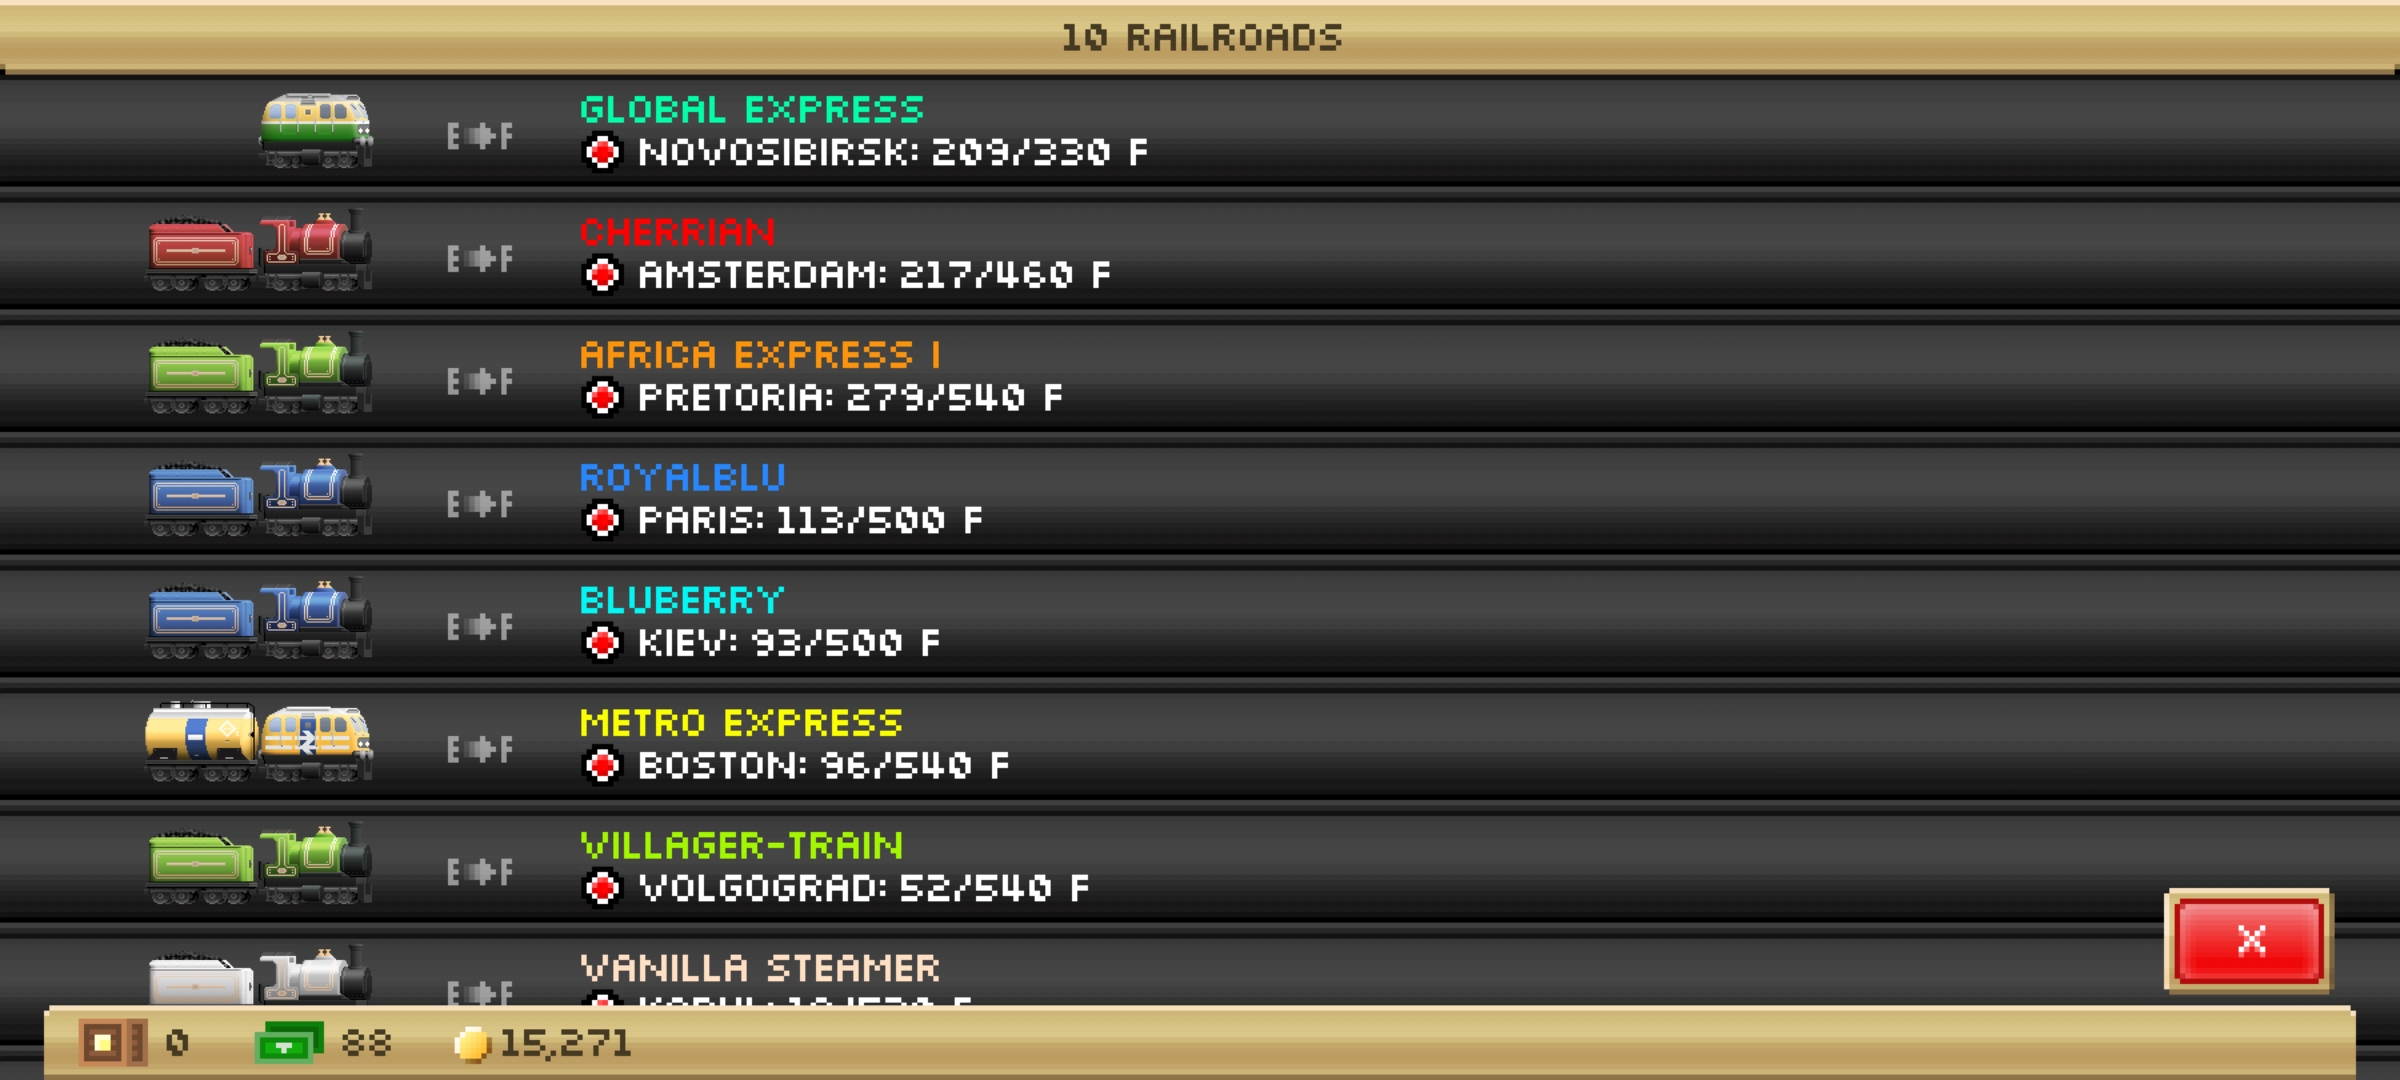 10 RAILROADS
E F
GLOBAL EXPRESS
NOVOSIBIRSK: 209/330 F
E F
CHERRIAN
AMSTERDAM: 217/460 F
E F
AFRICA EXPRESS I
PRETORIA: 279/540 F
E F
ROYALBLU
PARIS: 113/500 F
E F
BLUBERRY
KIEV: 93/500 F
E F
METRO EXPRESS
BOSTON: 96/540 F
E F
VILLAGER-TRAIN
VOLGOGRAD: 52/540 F
E F
VANILLA STEAMER
X
0 88 15,271